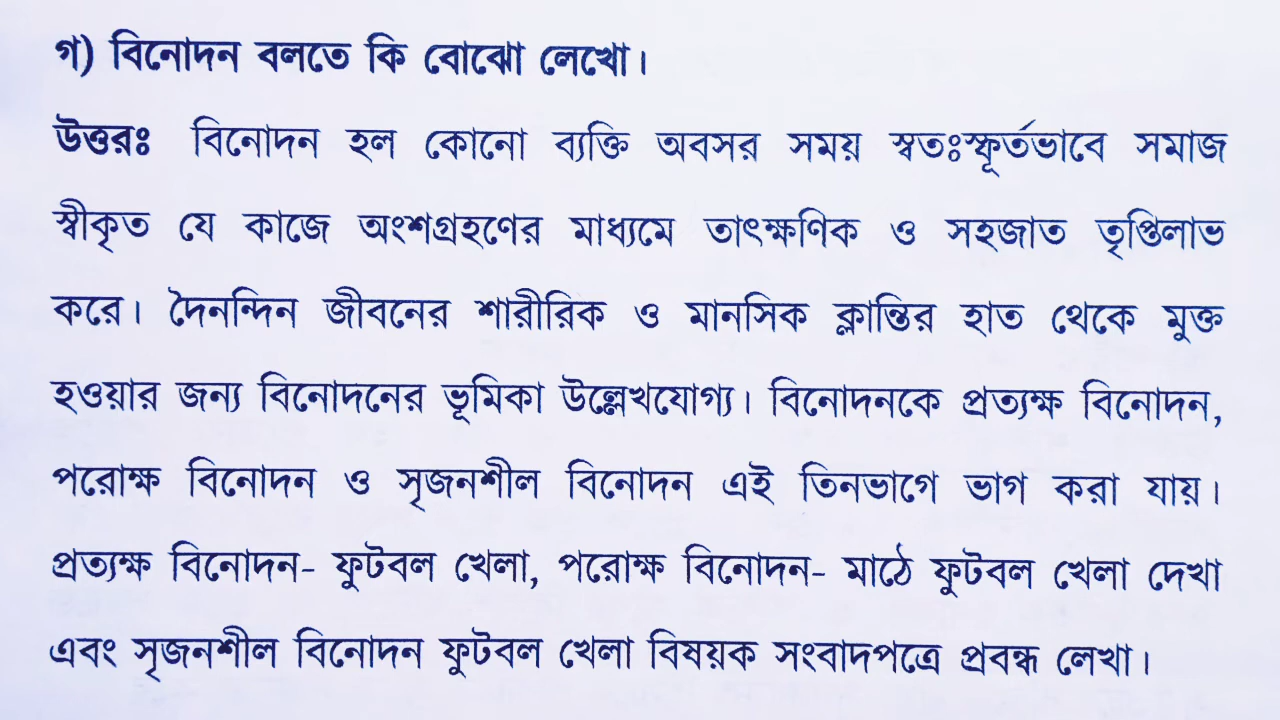 গ) বিনোদন বলতে কি বোঝো লেখো।
উত্তরঃ বিনোদন হল কোনো ব্যক্তি অবসর সময় স্বতঃস্ফূর্তভাবে সমাজ
স্বীকৃত যে কাজে অংশগ্রহণের মাধ্যমে তাৎক্ষণিক ও সহজাত তৃপ্তিলাভ
করে। দৈনন্দিন জীবনের শারীরিক ও মানসিক ক্লান্তির হাত থেকে মুক্ত
হওয়ার জন্য বিনোদনের ভূমিকা উল্লেখযোগ্য। বিনোদনকে প্রত্যক্ষ বিনোদন,
পরোক্ষ বিনোদন ও সৃজনশীল বিনোদন এই তিনভাগে ভাগ করা যায়।
প্রত্যক্ষ বিনোদন- ফুটবল খেলা, পরোক্ষ বিনোদন- মাঠে ফুটবল খেলা দেখা
এবং সৃজনশীল বিনোদন ফুটবল খেলা বিষয়ক সংবাদপত্রে প্রবন্ধ লেখা।